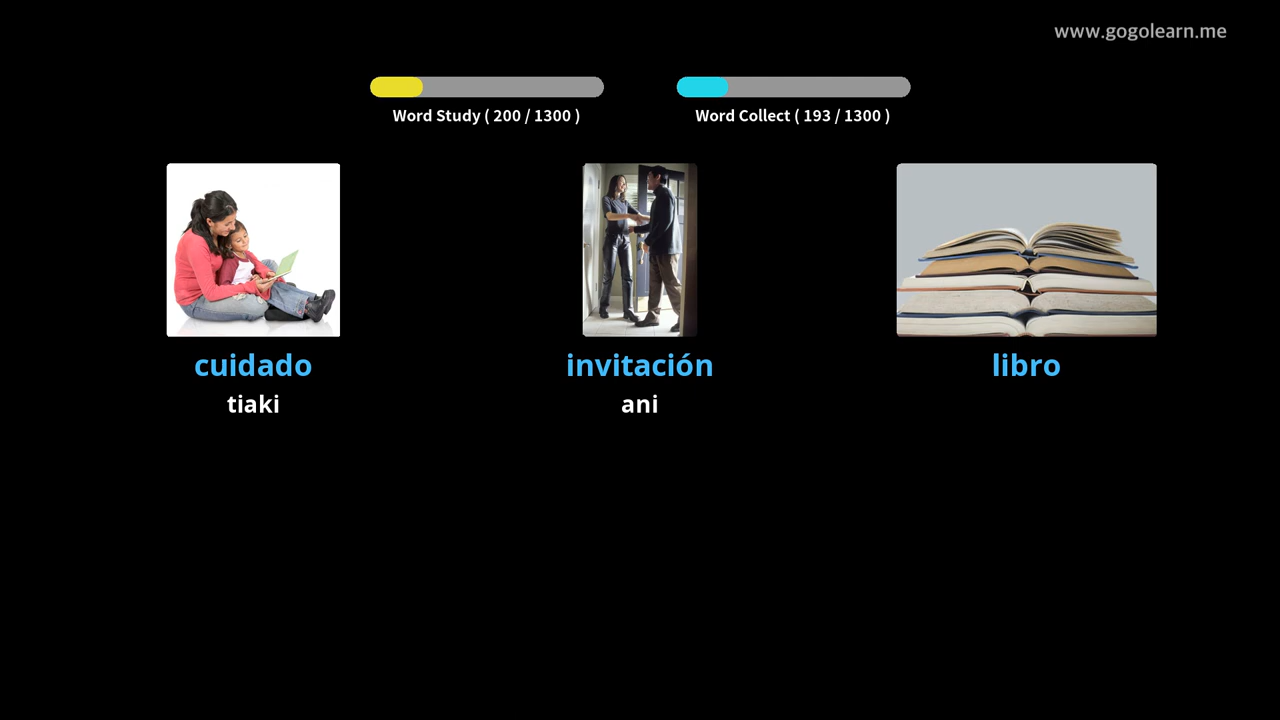 www.gogolearn.me
Word Study ( 200 / 1300 )
Word Collect ( 193 / 1300 )
cuidado
tiaki
invitación
ani
libro